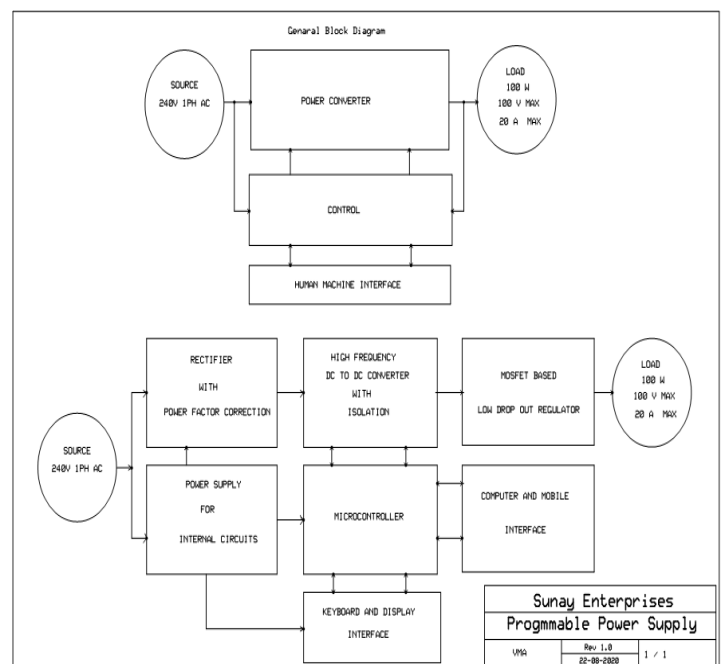 Genaral Block Diagram
SOURCE
240V 1PH AC
POWER CONVERTER
LOAD
100 W
100 V MAX
20 A MAX
CONTROL
HUMAN MACHINE INTERFACE
RECTIFIER
WITH
POWER FACTOR CORRECTION
HIGH FREQUENCY
DC TO DC CONVERTER
WITH
ISOLATION
MOSFET BASED
LOW DROP OUT REGULATOR
LOAD
100 W
100 V MAX
20 A MAX
SOURCE
240V 1PH AC
POWER SUPPLY
FOR
INTERNAL CIRCUITS
MICROCONTROLLER
COMPUTER AND MOBILE
INTERFACE
KEYBOARD AND DISPLAY
INTERFACE
Sunay Enterprises
Progmmable Power Supply
VMA
Rev 1.0
22-08-2020
1 / 1